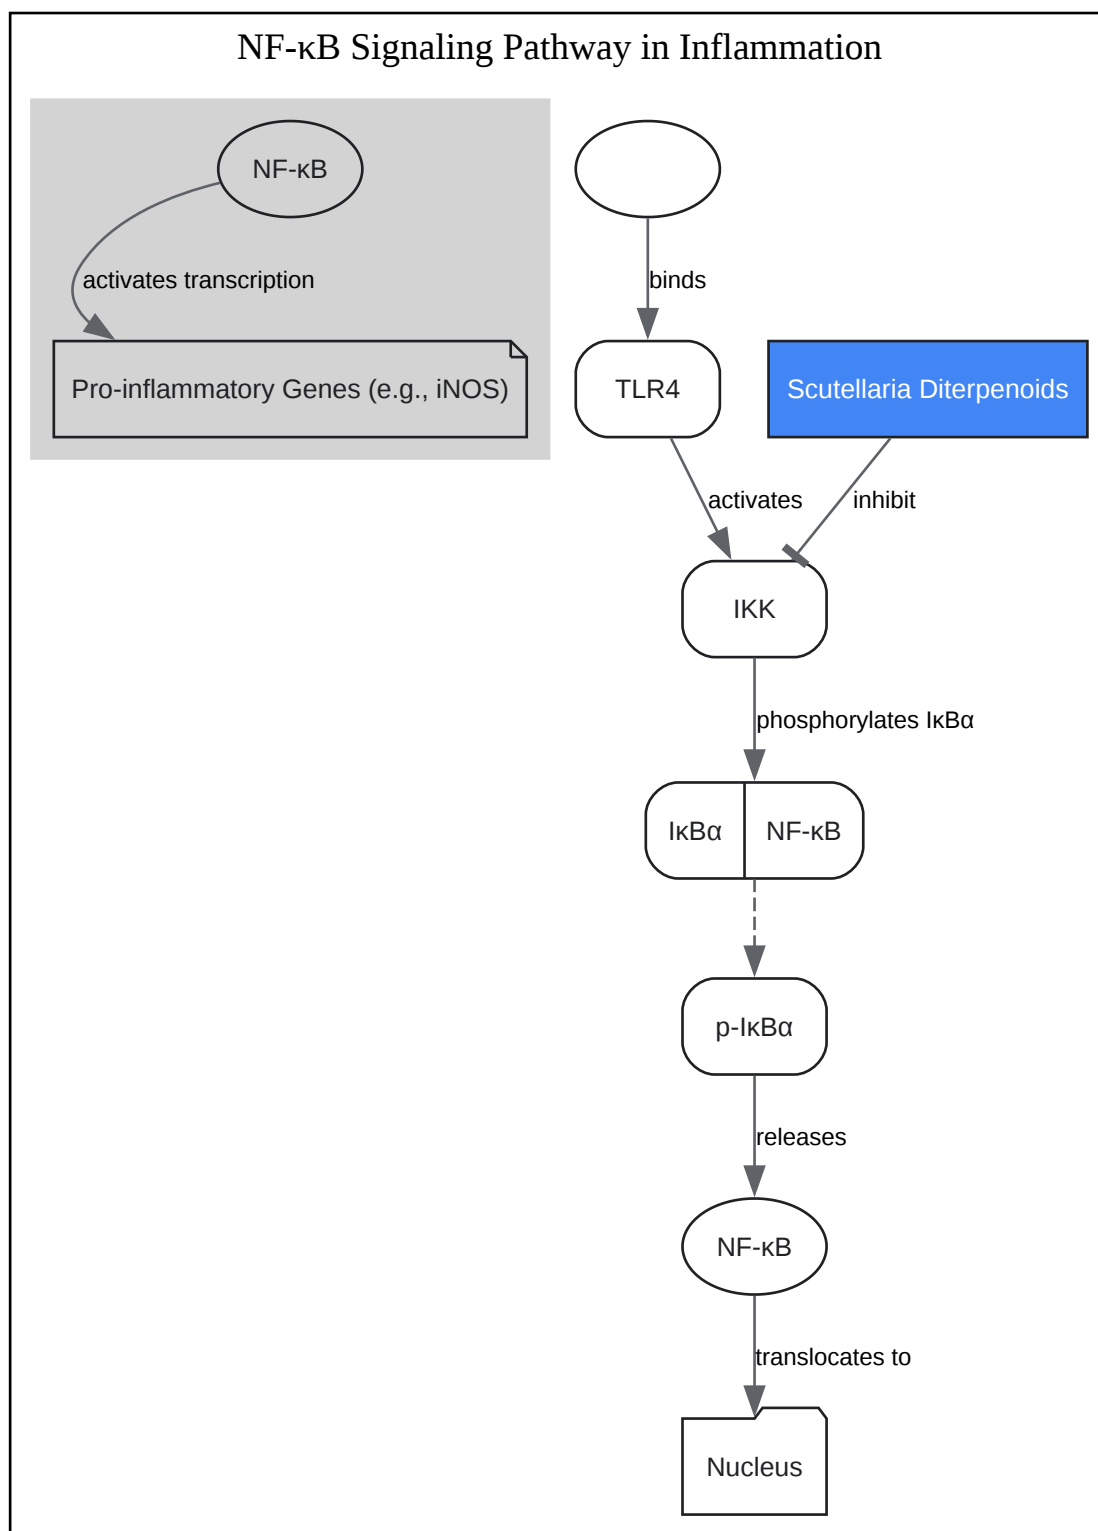 NF-κB Signaling Pathway in Inflammation
NF-κB
activates transcription
Pro-inflammatory Genes (e.g., iNOS)
binds
TLR4
Scutellaria Diterpenoids
activates
inhibit
IKK
phosphorylates IκBα
IκBα
NF-κB
p-IκBα
releases
NF-κB
translocates to
Nucleus